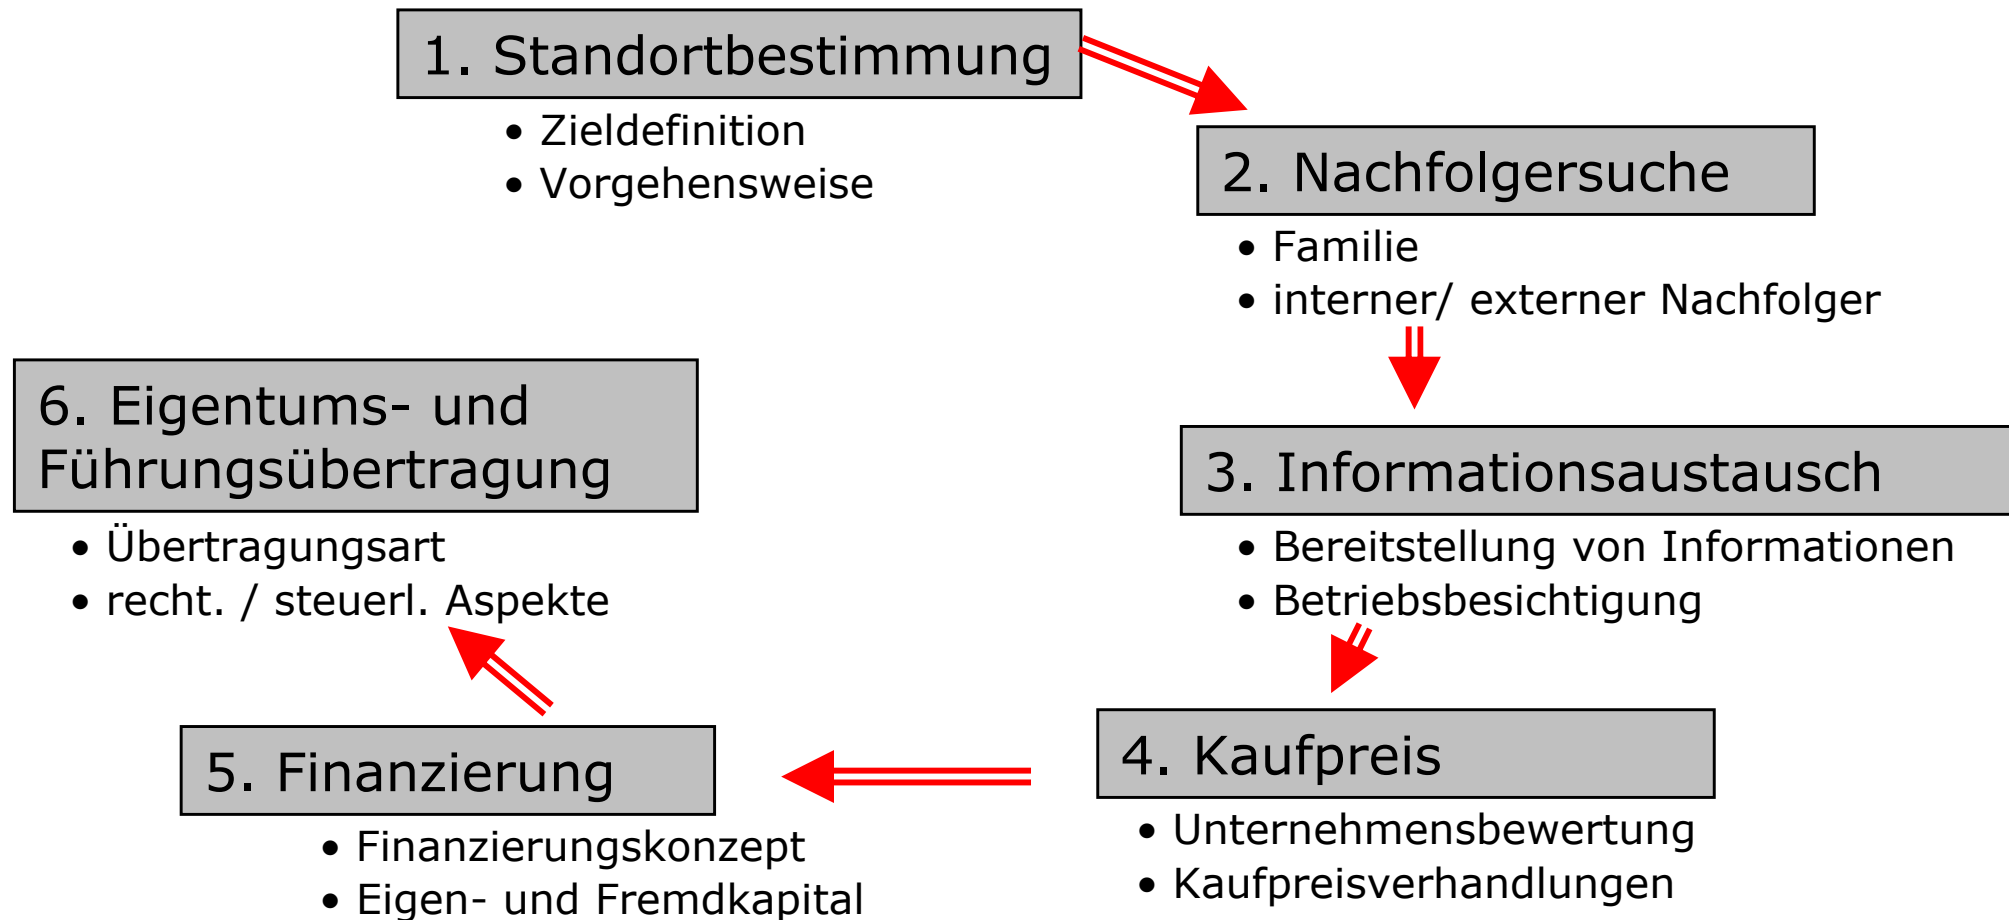 1. Standortbestimmung
• Zieldefinition
• Vorgehensweise
2. Nachfolgersuche
• Familie
• interner/ externer Nachfolger
3. Informationsaustausch
• Bereitstellung von Informationen
• Betriebsbesichtigung
4. Kaufpreis
• Unternehmensbewertung
• Kaufpreisverhandlungen
5. Finanzierung
• Finanzierungskonzept
• Eigen- und Fremdkapital
6. Eigentums- und
Führungsübertragung
• Übertragungsart
• recht. / steuerl. Aspekte